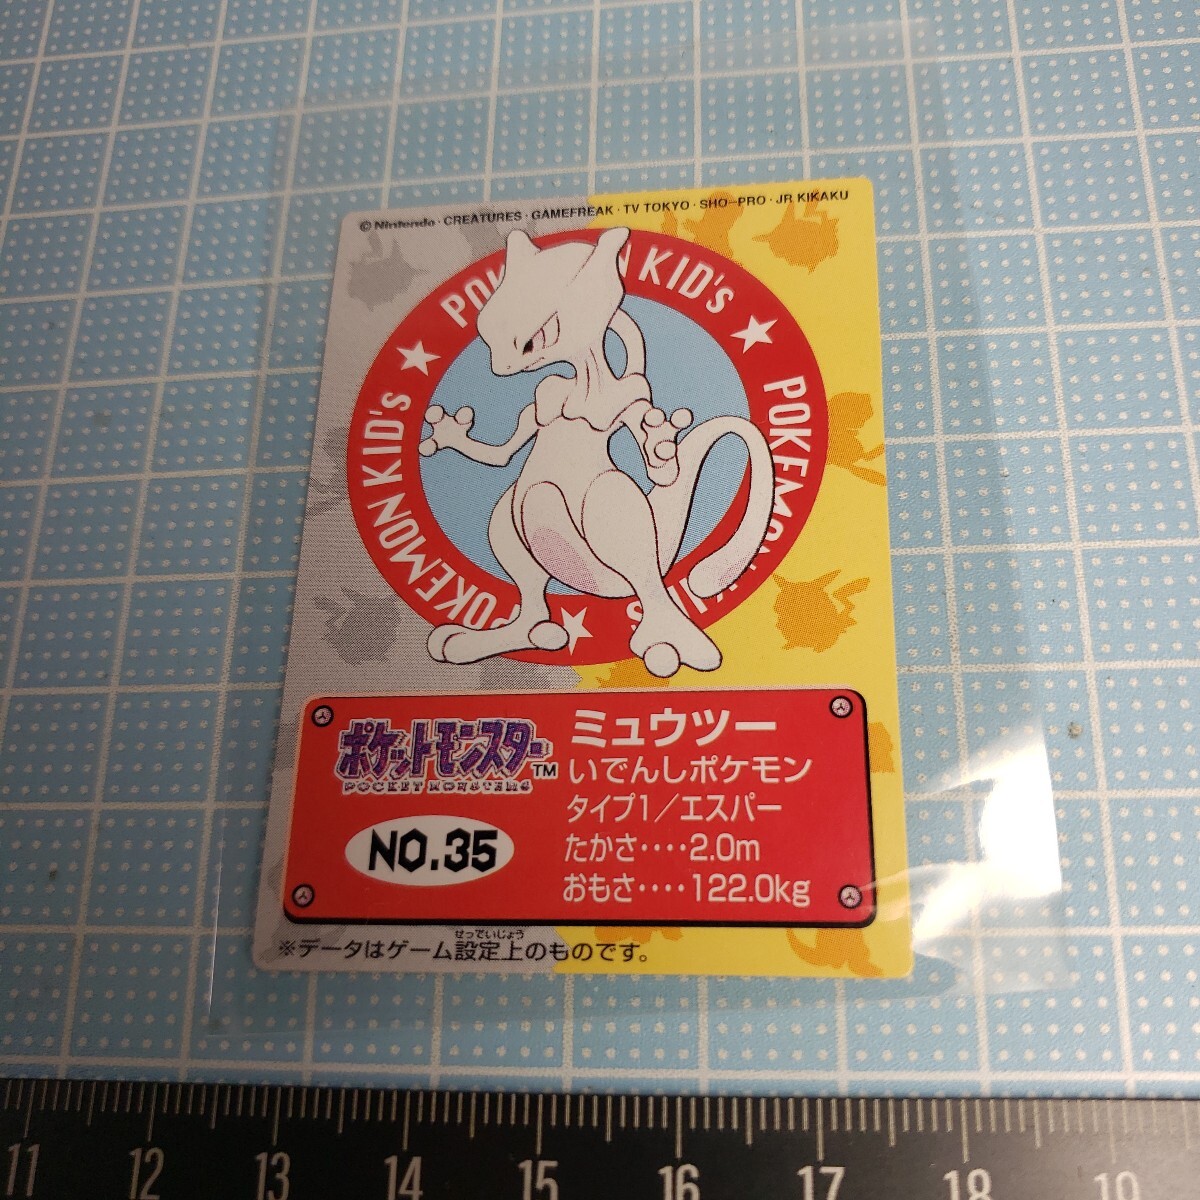 © Nintendo · CREATURES · GAMEFREAK · TV TOKYO · SHO-PRO · JR KIKAKU
POKEMON KID's
POKEMON KID's
POKEMON KID's
ポケットモンスター TM
POCKET MONSTERS
NO.35
ミュウツー
いでんしポケモン
タイプ1/エスパー
たかさ‥‥2.0m
おもさ‥‥122.0kg
せっていじょう
※データはゲーム設定上のものです。
11 12 13 14 15 16 17 18 19